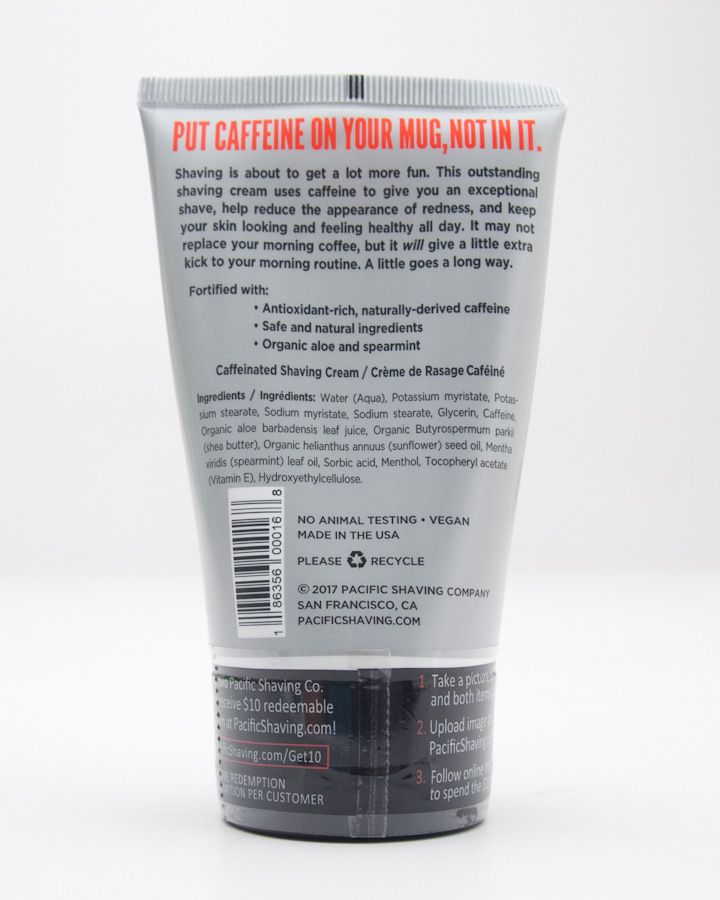 PUT CAFFEINE ON YOUR MUG, NOT IN IT.
Shaving is about to get a lot more fun. This outstanding
shaving cream uses caffeine to give you an exceptional
shave, help reduce the appearance of redness, and keep
your skin looking and feeling healthy all day. It may not
replace your morning coffee, but it will give a little extra
kick to your morning routine. A little goes a long way.
Fortified with:
• Antioxidant-rich, naturally-derived caffeine
• Safe and natural ingredients
• Organic aloe and spearmint
Caffeinated Shaving Cream / Crème de Rasage Caféiné
Ingredients / Ingrédients: Water (Aqua), Potassium myristate, Potas-
sium stearate, Sodium myristate, Sodium stearate, Glycerin, Caffeine,
Organic aloe barbadensis leaf juice, Organic Butyrospermum parkii
(shea butter), Organic helianthus annuus (sunflower) seed oil, Mentha
viridis (spearmint) leaf oil, Sorbic acid, Menthol, Tocopheryl acetate
(Vitamin E), Hydroxyethylcellulose.
1 86356 00016 8
NO ANIMAL TESTING • VEGAN
MADE IN THE USA
PLEASE RECYCLE
© 2017 PACIFIC SHAVING COMPANY
SAN FRANCISCO, CA
PACIFICSHAVING.COM
Pacific Shaving Co.
$10 redeemable
at PacificShaving.com!
Shaving.com/Get10
REDEMPTION
PER CUSTOMER
1. Take a picture
and both items
2. Upload image
PacificShaving
3. Follow online
to spend the